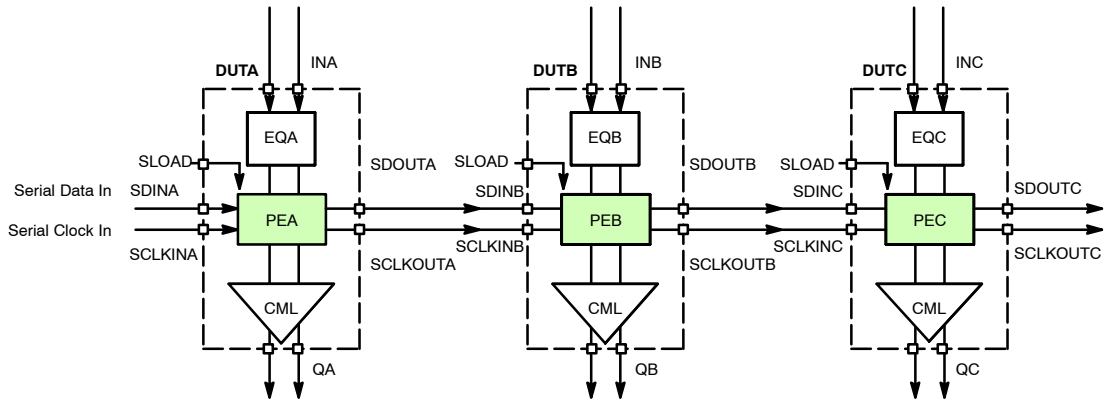 DUTA INA
DUTB INB
DUTC INC
EQA
EQB
EQC
SLOAD
SDOUTA
SLOAD
SDOUTB
SLOAD
Serial Data In SDINA
SDINB
SDINC
SDOUTC
PEA
PEB
PEC
Serial Clock In
SCLKINA
SCLKOUTA
SCLKINB
SCLKOUTB
SCLKINC
SCLKOUTC
CML
CML
CML
QA
QB
QC